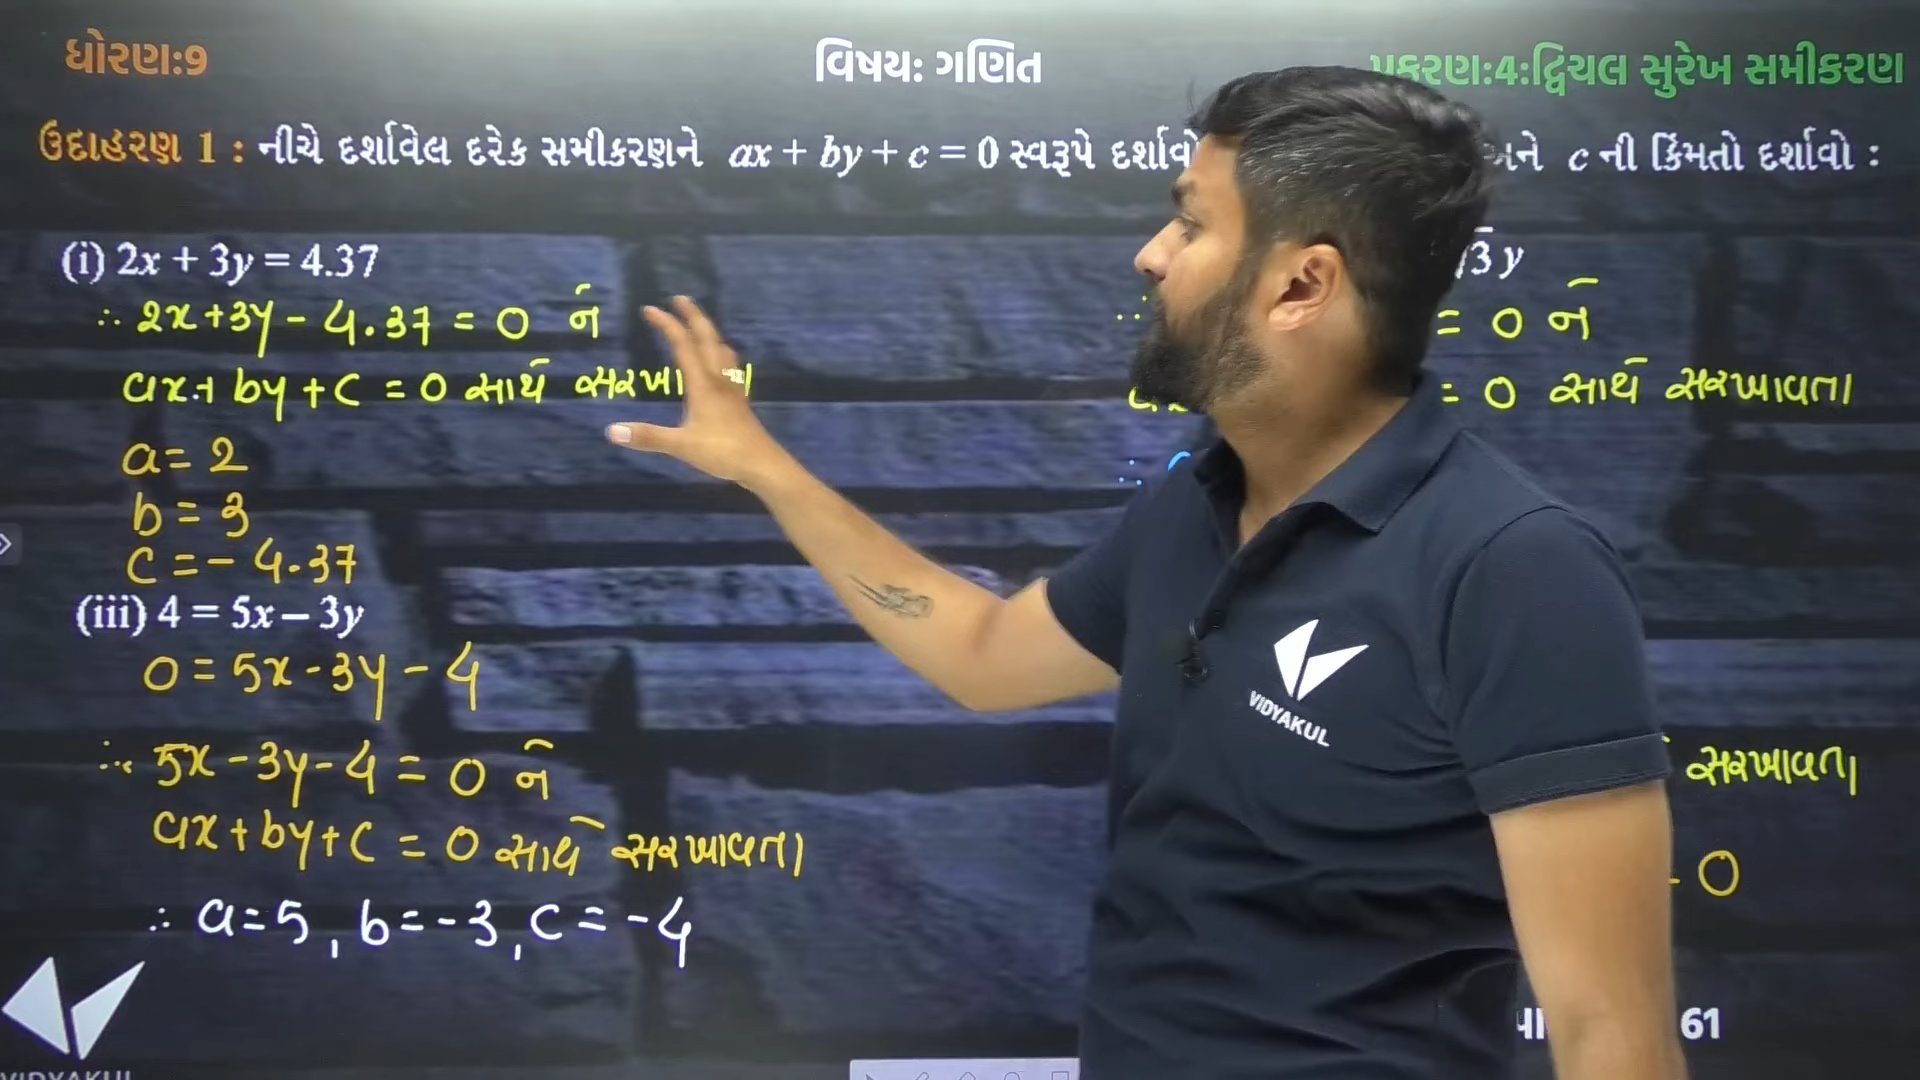 ધોરણ:9
વિષય: ગણિત
પ્રકરણ:4:દ્વિચલ સુરેખ સમીકરણ
ઉદાહરણ 1 : નીચે દર્શાવેલ દરેક સમીકરણને ax + by + c = 0 સ્વરૂપે દર્શાવો અને c ની કિંમતો દર્શાવો :
(i) 2x + 3y = 4.37
∴ 2x+3y - 4.37 = 0 ને
ax + by + c = 0 સાથે
a = 2
b = 3
c = - 4.37
(iii) 4 = 5x – 3y
0 = 5x - 3y - 4
∴ 5x - 3y - 4 = 0 ને
ax + by + c = 0 સાથે સરખાવતા
∴ a = 5, b = -3, c = -4
3 y
= 0 ને
= 0 સાથે સરખાવતા
સરખાવતા
0
61
VIDYAKUL
VIDYAKUL